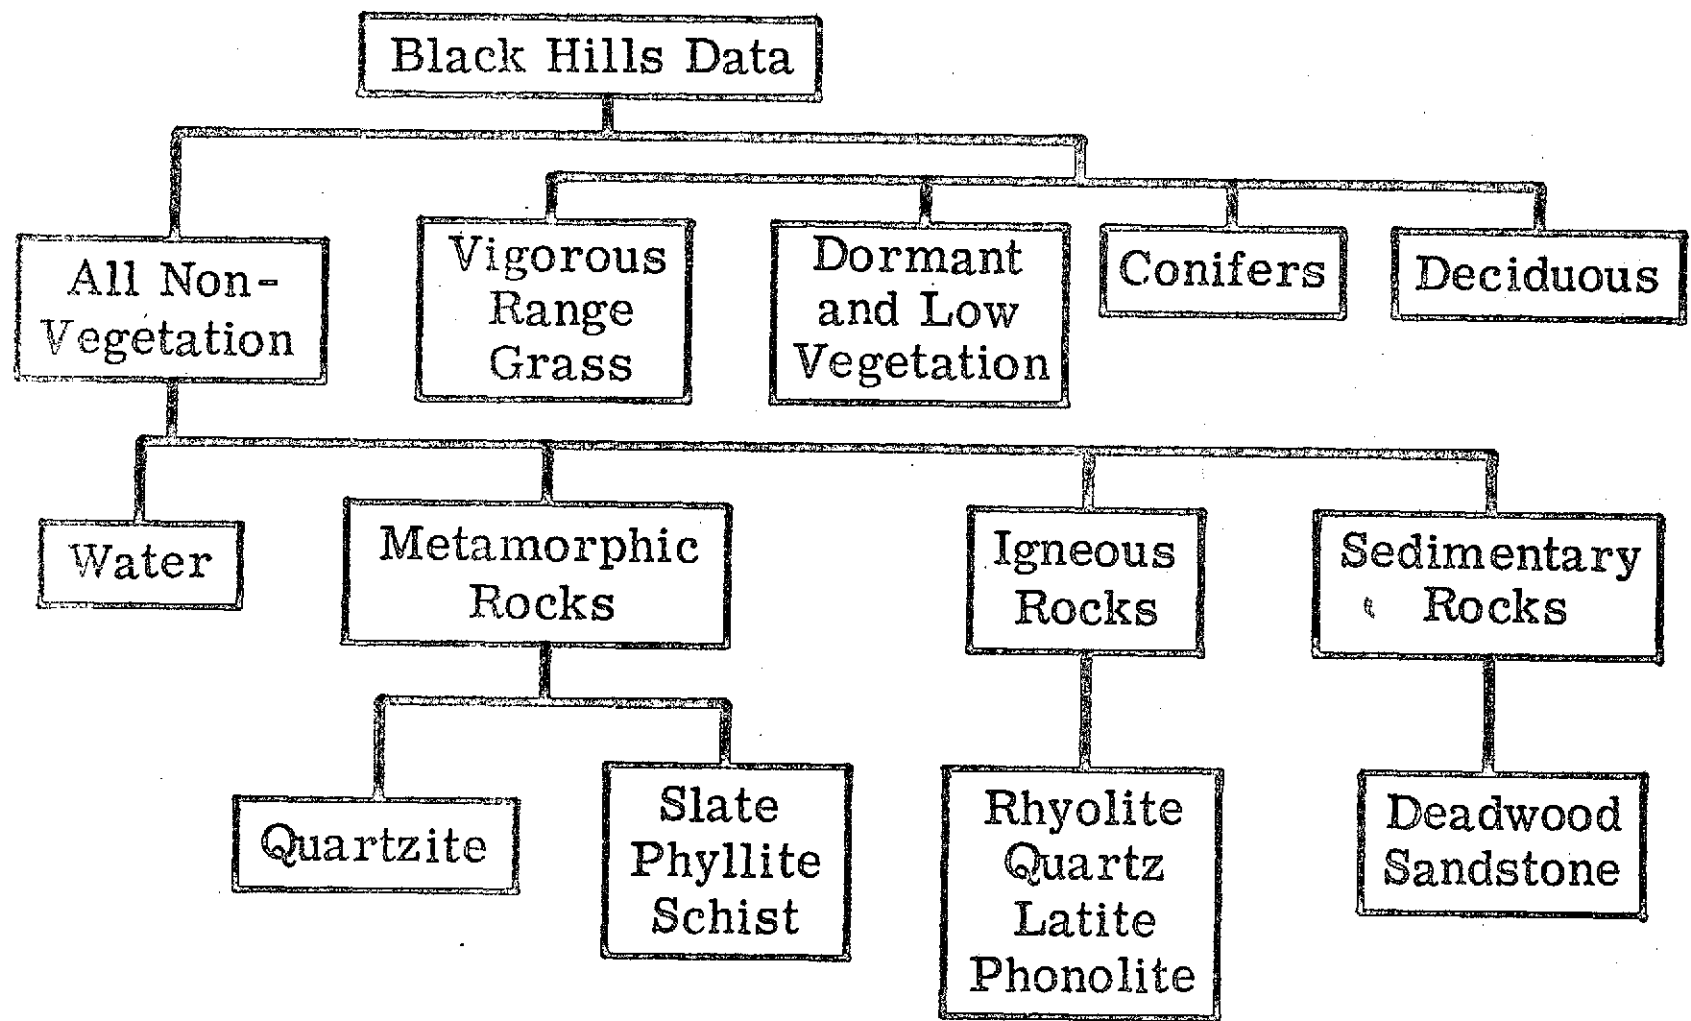 Black Hills Data
All Non-
Vegetation
Vigorous
Range
Grass
Dormant
and Low
Vegetation
Conifers
Deciduous
Water
Metamorphic
Rocks
Igneous
Rocks
Sedimentary
Rocks
Quartzite
Slate
Phyllite
Schist
Rhyolite
Quartz
Latite
Phonolite
Deadwood
Sandstone